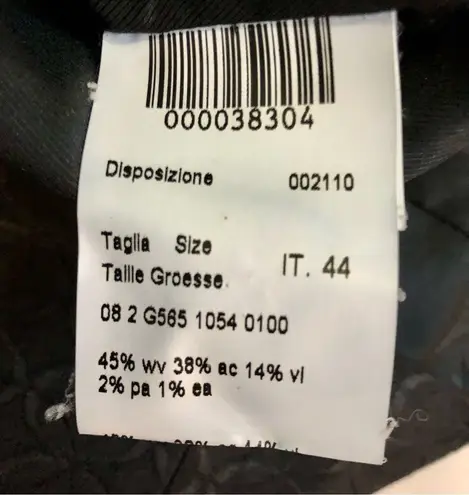 000038304
Disposizione 002110
Taglia Size
Taille Groesse. IT. 44
08 2 G565 1054 0100
45% wv 38% ac 14% vi
2% pa 1% ea